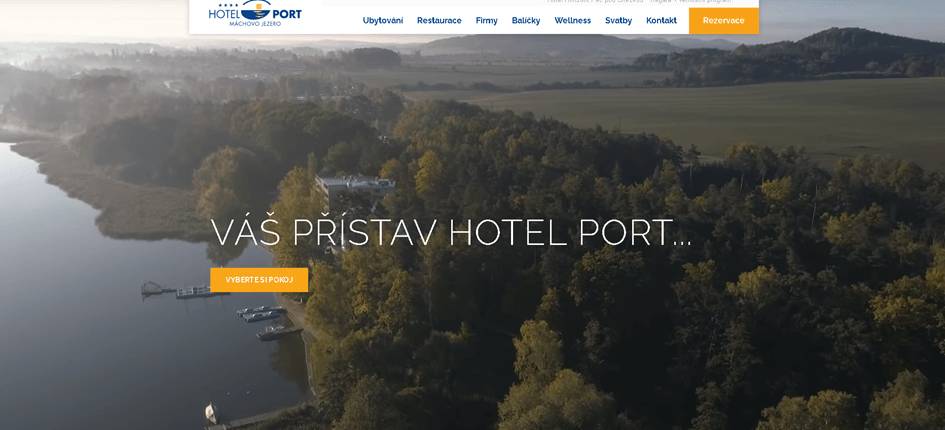 HOTEL PORT
MÁCHOVO JEZERO
Ubytování Restaurace Firmy Balíčky Wellness Svatby Kontakt Rezervace
VÁŠ PŘÍSTAV HOTEL PORT...
VYBERTE SI POKOJ